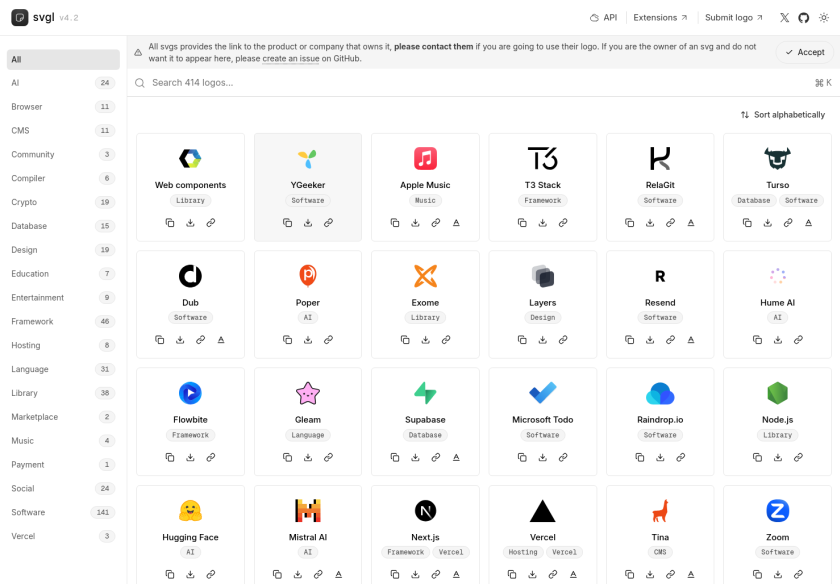 svgl v4.2
API
Extensions
Submit logo
All svgs provides the link to the product or company that owns it, please contact them if you are going to use their logo. If you are the owner of an svg and do not
want it to appear here, please create an issue on GitHub.
Accept
Search 414 logos...
⌘ K
Sort alphabetically
All
AI 24
Browser 11
CMS 11
Community 3
Compiler 6
Crypto 19
Database 15
Design 19
Education 7
Entertainment 9
Framework 46
Hosting 8
Language 31
Library 38
Marketplace 2
Music 4
Payment 1
Social 24
Software 141
Vercel 3
Web components
Library
YGeeker
Software
Apple Music
Music
T3
T3 Stack
Framework
RelaGit
Software
Turso
Database Software
Dub
Software
Poper
AI
Exome
Library
Layers
Design
R
Resend
Software
Hume AI
AI
Flowbite
Framework
Gleam
Language
Supabase
Database
Microsoft Todo
Software
Raindrop.io
Software
Node.js
Library
Hugging Face
AI
Mistral AI
AI
N
Next.js
Framework Vercel
Vercel
Hosting Vercel
Tina
CMS
Z
Zoom
Software